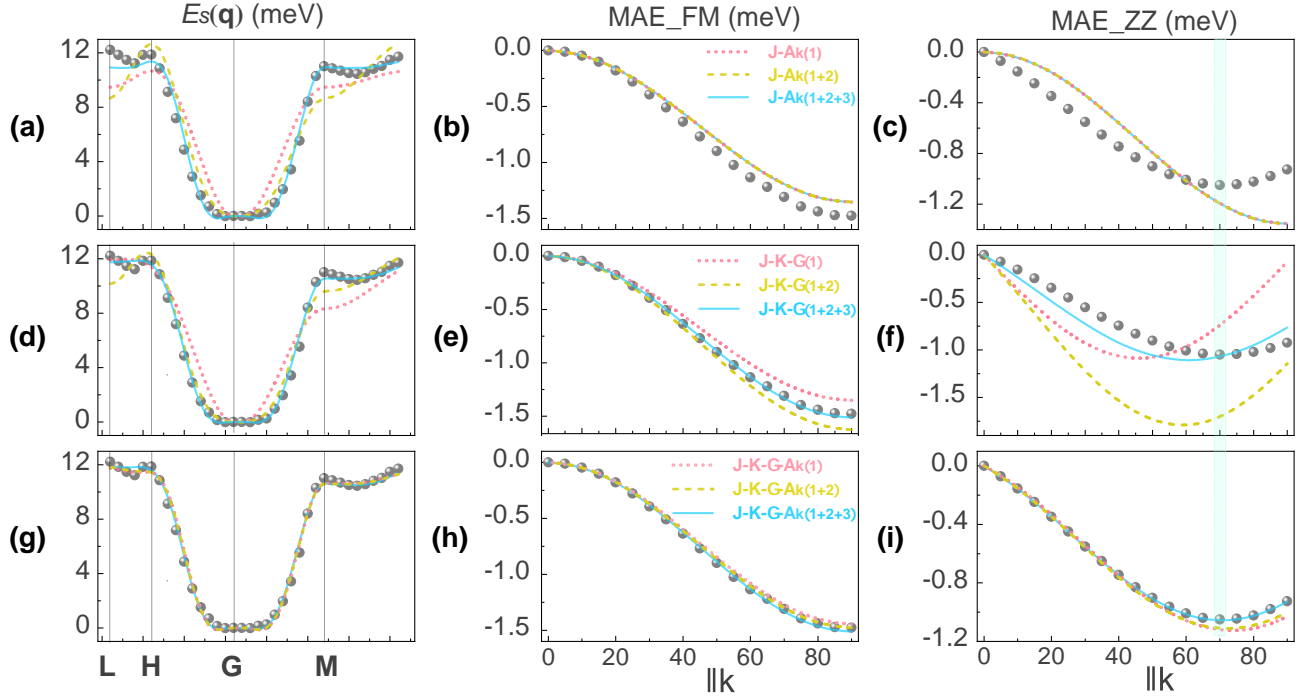 Es(q) (meV) MAE_FM (meV) MAE_ZZ (meV)
(a)
12
8
4
0
(b)
0.0
-0.5
-1.0
-1.5
J-Ak(1)
J-Ak(1+2)
J-Ak(1+2+3)
(c)
0.0
-0.4
-0.8
-1.2
(d)
12
8
4
0
(e)
0.0
-0.5
-1.0
-1.5
J-K-G(1)
J-K-G(1+2)
J-K-G(1+2+3)
(f)
0.0
-0.5
-1.0
-1.5
(g)
12
8
4
0
L H G M
(h)
0.0
-0.5
-1.0
-1.5
J-K-G-Ak(1)
J-K-G-Ak(1+2)
J-K-G-Ak(1+2+3)
0 20 40 60 80
llk
(i)
0.0
-0.4
-0.8
-1.2
0 20 40 60 80
llk